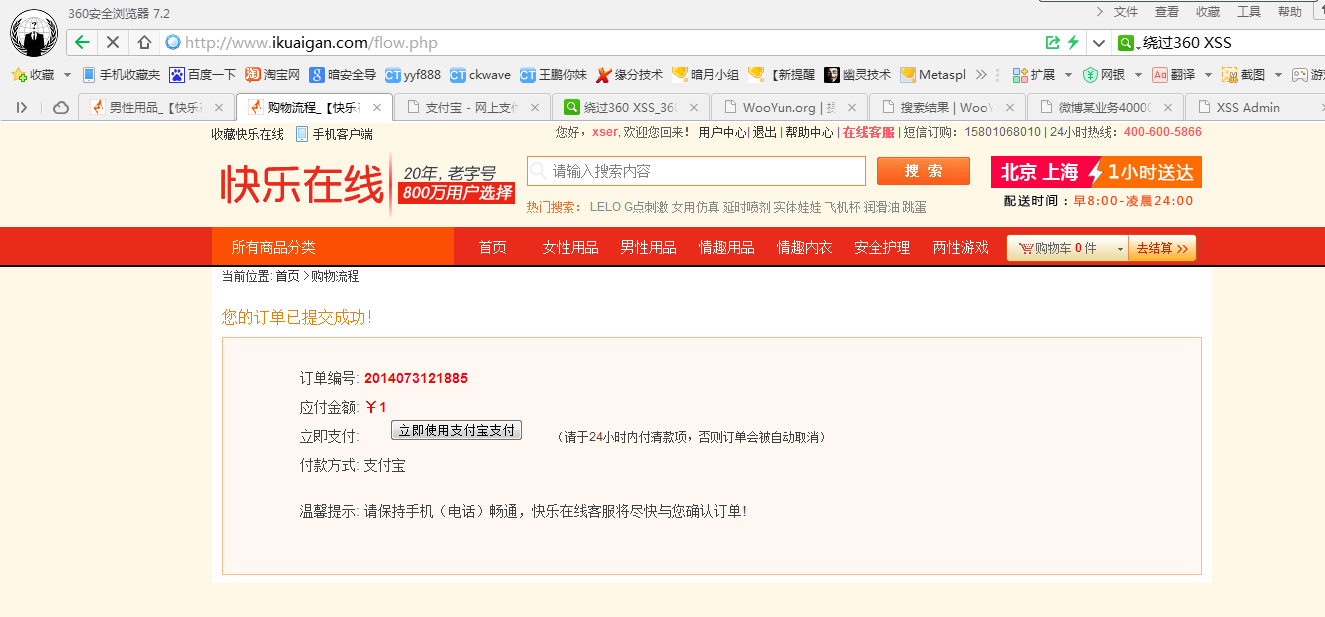 360安全浏览器 7.2
文件 查看 收藏 工具 帮助
http://www.ikuaigan.com/flow.php
绕过360 XSS
收藏 手机收藏夹 百度一下 淘宝网 暗安全导 yyf888 ckwave 王鹏你妹 缘分技术 暗月小组 【新提醒 幽灵技术 Metaspl » 扩展 网银 翻译 截图 游
男性用品_【快乐 购物流程_【快乐 支付宝 - 网上支付 绕过360 XSS_36 WooYun.org | 搜索结果 | Woo 微博某业务4000 XSS Admin
收藏快乐在线 手机客户端
您好，xser, 欢迎您回来！ 用户中心| 退出 | 帮助中心 | 在线客服 | 短信订购：15801068010 | 24小时热线：400-600-5866
快乐在线
20年, 老字号
800万用户选择
请输入搜索内容
搜 索
北京 上海 1小时送达
配送时间：早8:00-凌晨24:00
热门搜索： LELO G点刺激 女用仿真 延时喷剂 实体娃娃 飞机杯 润滑油 跳蛋
所有商品分类 首页 女性用品 男性用品 情趣用品 情趣内衣 安全护理 两性游戏 购物车 0 件 去结算 >>
当前位置: 首页 > 购物流程
您的订单已提交成功！
订单编号: 2014073121885
应付金额: ￥1
立即支付: 立即使用支付宝支付 （请于24小时内付清款项，否则订单会被自动取消）
付款方式: 支付宝
温馨提示: 请保持手机（电话）畅通，快乐在线客服将尽快与您确认订单！